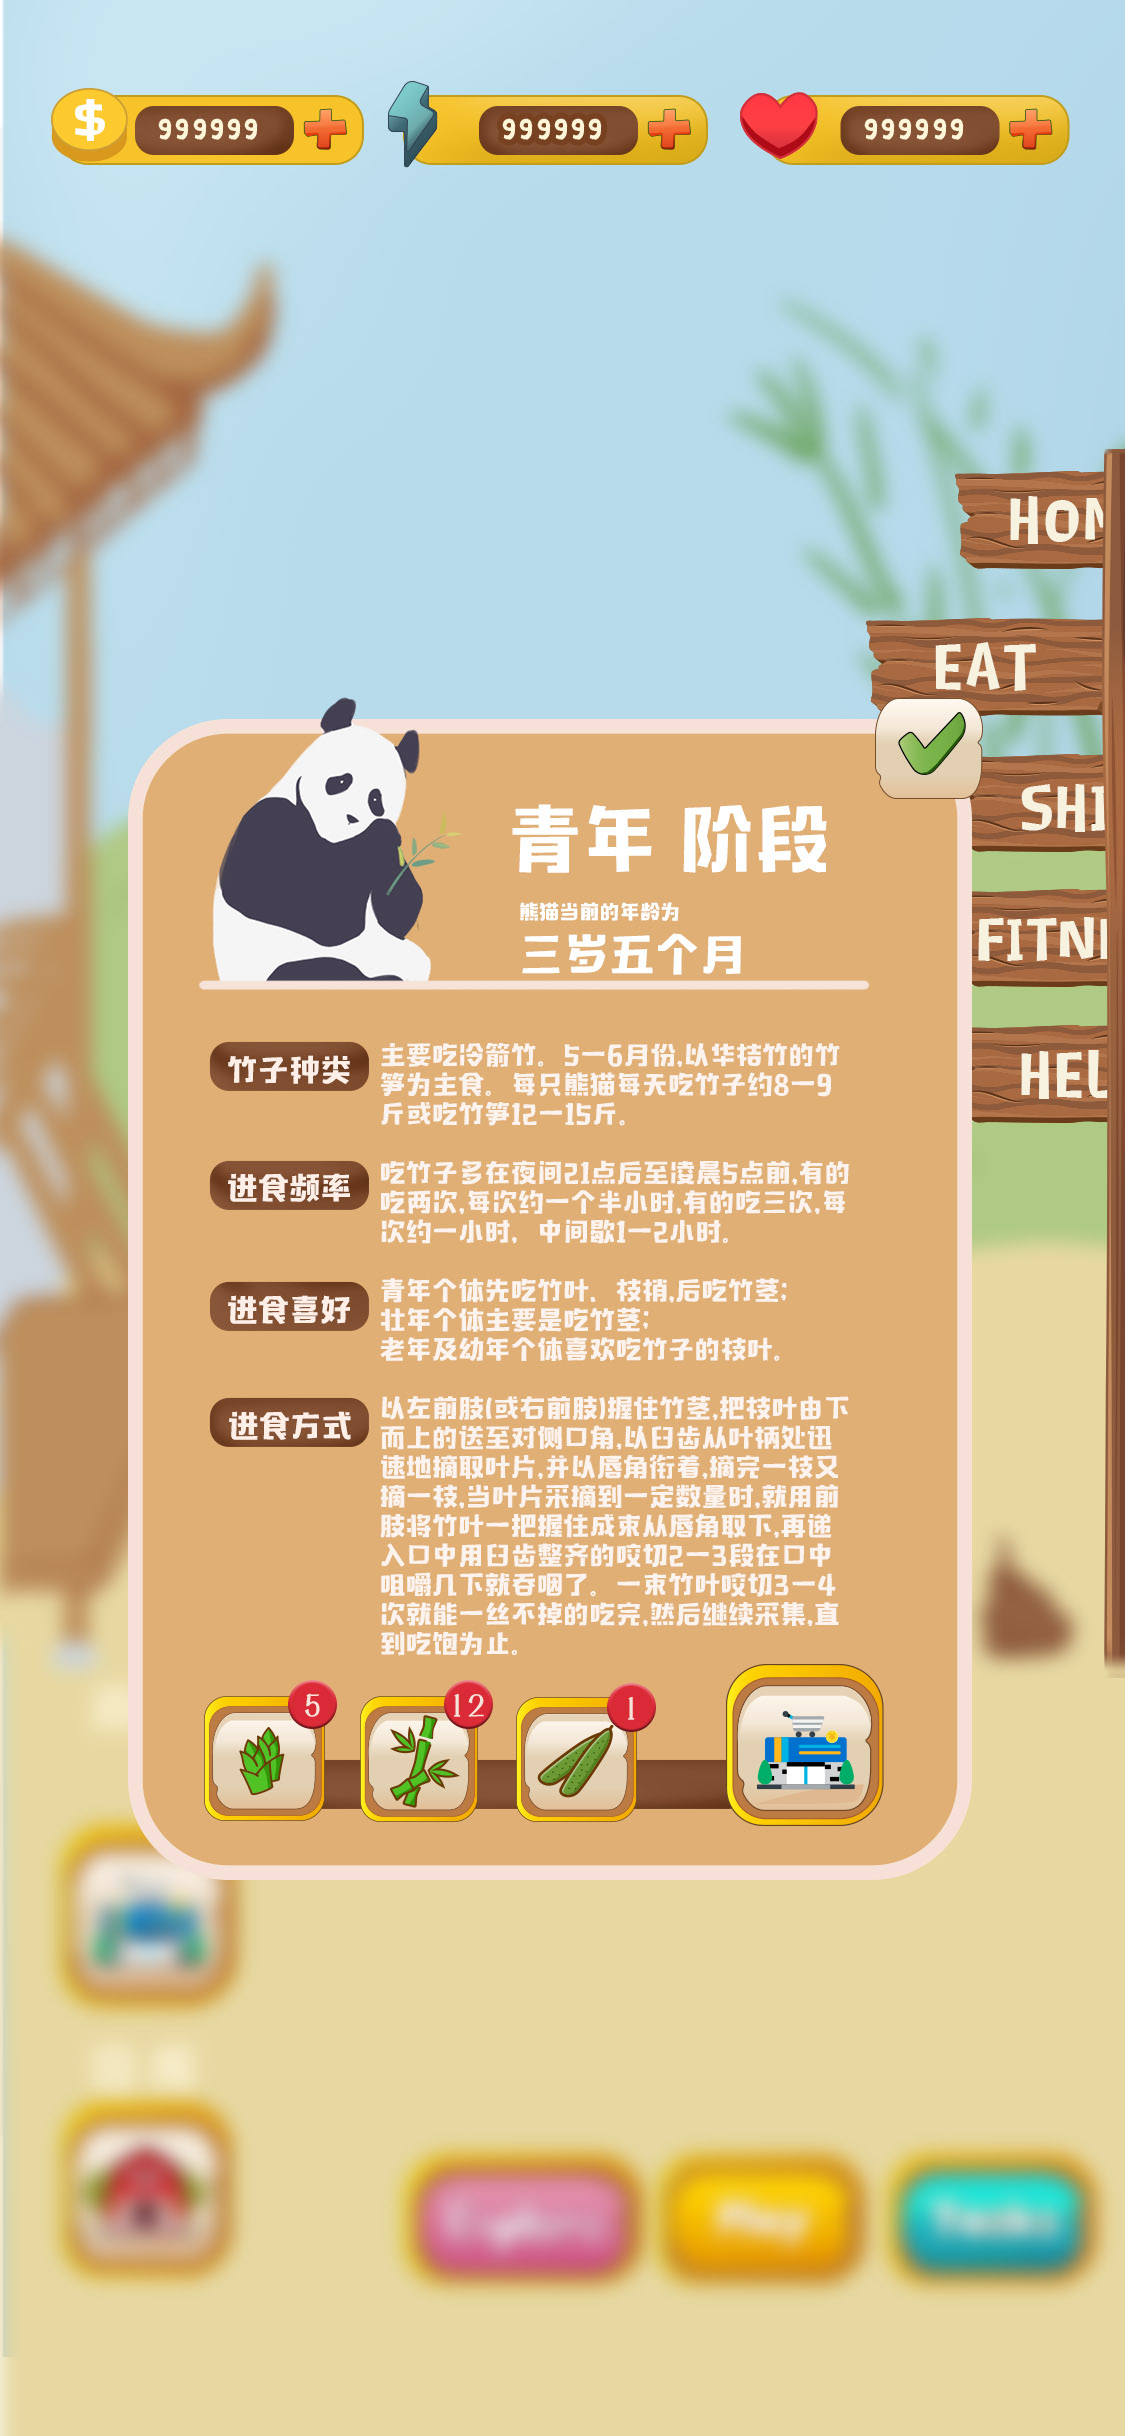 $ 999999 999999 999999
HOM
EAT
SHI
FITN
HEL
青年 阶段
熊猫当前的年龄为
三岁五个月
竹子种类
主要吃冷箭竹。5一6月份,以华桔竹的竹
笋为主食。每只熊猫每天吃竹子约8一9
斤或吃竹笋12一15斤。
进食频率
吃竹子多在夜间21点后至凌晨5点前,有的
吃两次,每次约一个半小时,有的吃三次,每
次约一小时，中间歇1一2小时。
进食喜好
青年个体先吃竹叶、枝销,后吃竹茎;
壮年个体主要是吃竹茎;
老年及幼年个体喜欢吃竹子的枝叶。
进食方式
以左前肢(或右前肢)握住竹茎,把枝叶由下
而上的送至对侧口角,以臼齿从叶柄处迅
速地摘取叶片,并以唇角衔着,摘完一枝又
摘一枝,当叶片采摘到一定数量时,就用前
肢将竹叶一把握住成束从唇角取下,再递
入口中用臼齿整齐的咬切2一3段在口中
咀嚼几下就吞咽了。一束竹叶咬切3一4
次就能一丝不掉的吃完,然后继续采集,直
到吃饱为止。
5 12 1
Play
Tasks